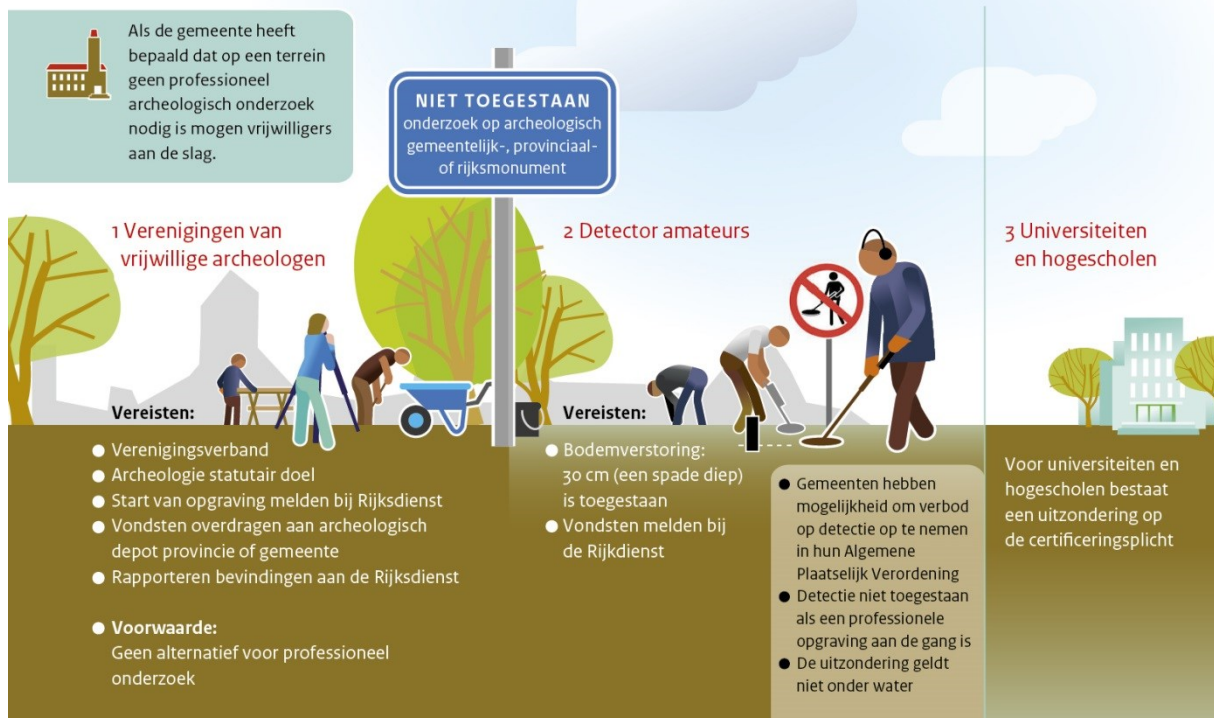 Als de gemeente heeft
bepaald dat op een terrein
geen professioneel
archeologisch onderzoek
nodig is mogen vrijwilligers
aan de slag.
NIET TOEGESTAAN
onderzoek op archeologisch
gemeentelijk-, provinciaal-
of rijksmonument
1 Verenigingen van
vrijwillige archeologen
Vereisten:
● Verenigingsverband
● Archeologie statutair doel
● Start van opgraving melden bij Rijksdienst
● Vondsten overdragen aan archeologisch
depot provincie of gemeente
● Rapporteren bevindingen aan de Rijksdienst
● Voorwaarde:
Geen alternatief voor professioneel
onderzoek
2 Detector amateurs
Vereisten:
● Bodemverstoring:
30 cm (een spade diep)
is toegestaan
● Vondsten melden bij
de Rijkdienst
● Gemeenten hebben
mogelijkheid om verbod
op detectie op te nemen
in hun Algemene
Plaatselijk Verordening
● Detectie niet toegestaan
als een professionele
opgraving aan de gang is
● De uitzondering geldt
niet onder water
3 Universiteiten
en hogescholen
Voor universiteiten en
hogescholen bestaat
een uitzondering op
de certificeringsplicht